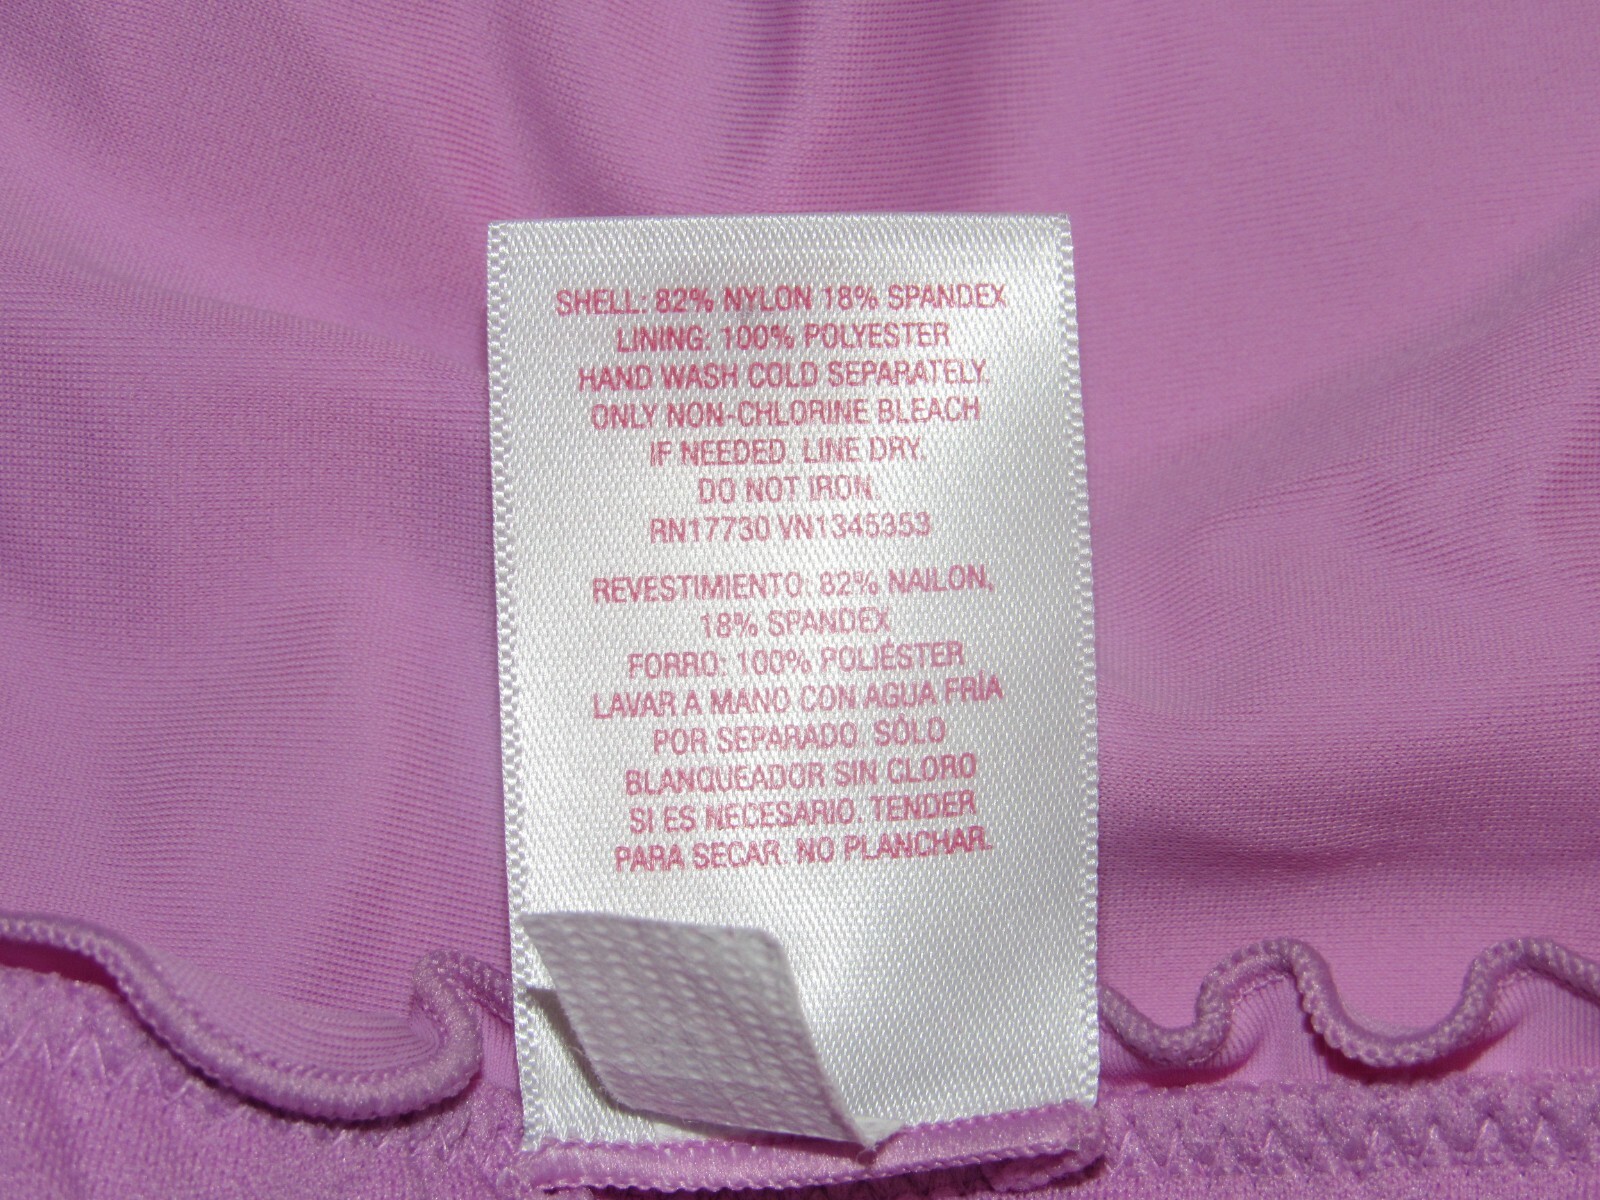 SHELL: 82% NYLON 18% SPANDEX
LINING: 100% POLYESTER
HAND WASH COLD SEPARATELY.
ONLY NON-CHLORINE BLEACH
IF NEEDED. LINE DRY.
DO NOT IRON.
RN17730 VN1345353
REVESTIMIENTO: 82% NAILON,
18% SPANDEX
FORRO: 100% POLIÉSTER
LAVAR A MANO CON AGUA FRÍA
POR SEPARADO. SÓLO
BLANQUEADOR SIN CLORO
SI ES NECESARIO. TENDER
PARA SECAR. NO PLANCHAR.